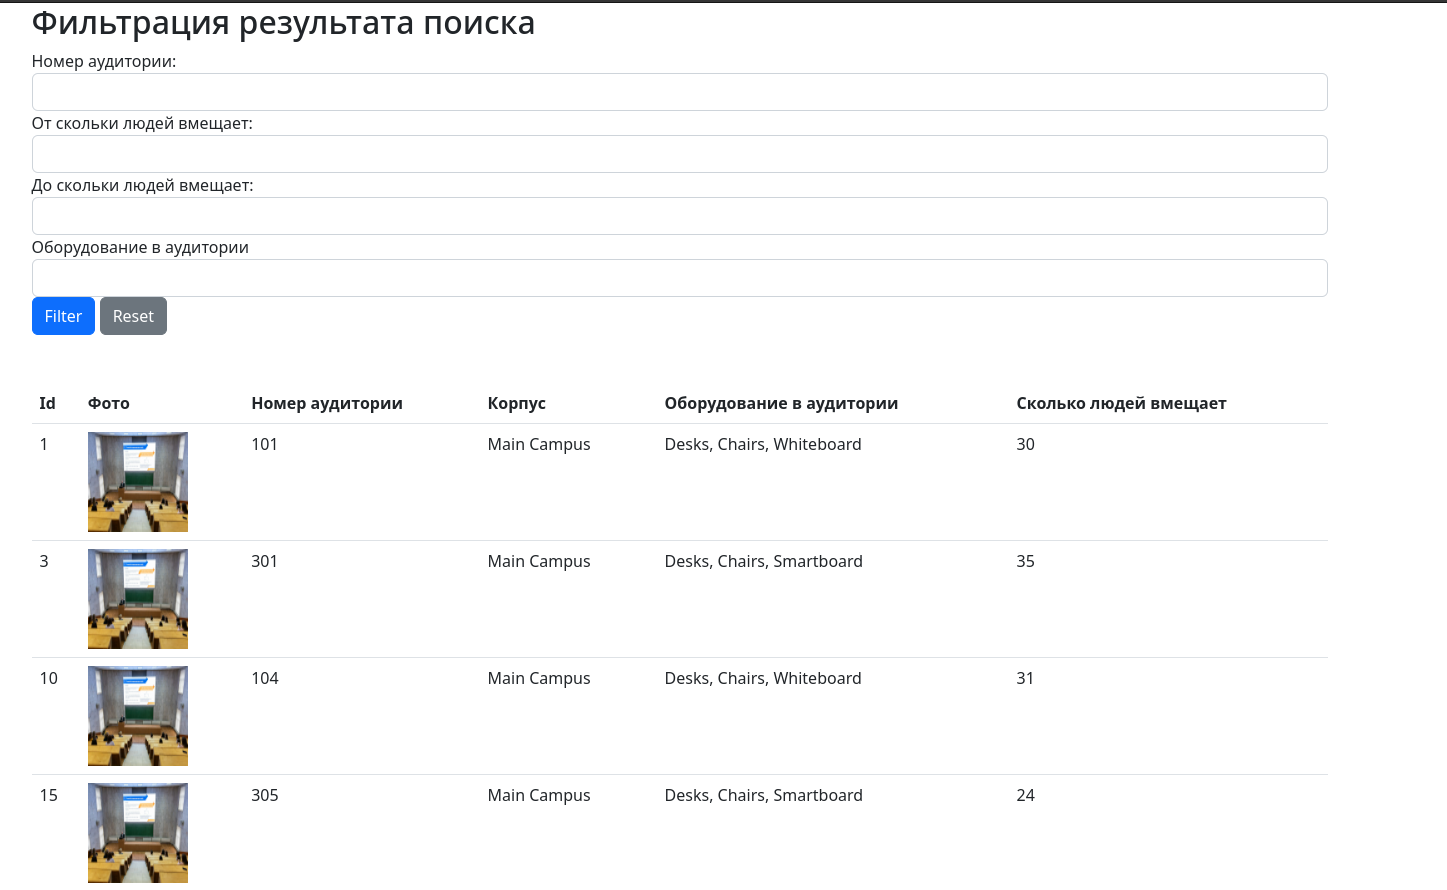 Фильтрация результата поиска
Номер аудитории:
От скольки людей вмещает:
До скольки людей вмещает:
Оборудование в аудитории
Filter Reset
Id Фото Номер аудитории Корпус Оборудование в аудитории Сколько людей вмещает
1 101 Main Campus Desks, Chairs, Whiteboard 30
3 301 Main Campus Desks, Chairs, Smartboard 35
10 104 Main Campus Desks, Chairs, Whiteboard 31
15 305 Main Campus Desks, Chairs, Smartboard 24